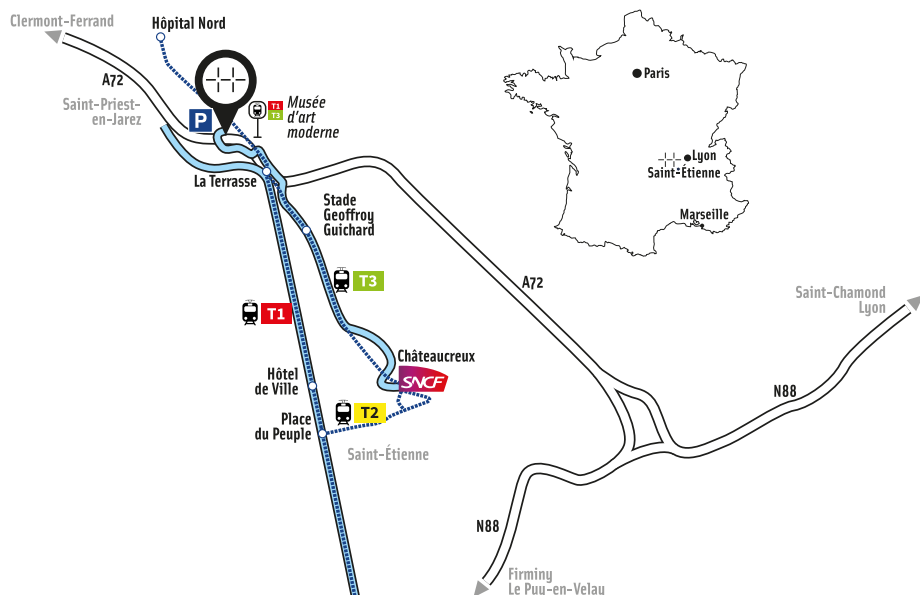 Clermont-Ferrand
Hôpital Nord
A72
Saint-Priest-
en-Jarez
P
T1
T3
Musée
d'art
moderne
La Terrasse
Stade
Geoffroy
Guichard
T3
T1
Châteaucreux
SNCF
Hôtel
de Ville
T2
Place
du Peuple
Saint-Étienne
A72
Saint-Chamond
Lyon
N88
N88
Firminy
Le Puy-en-Velay
Paris
Lyon
Saint-Étienne
Marseille